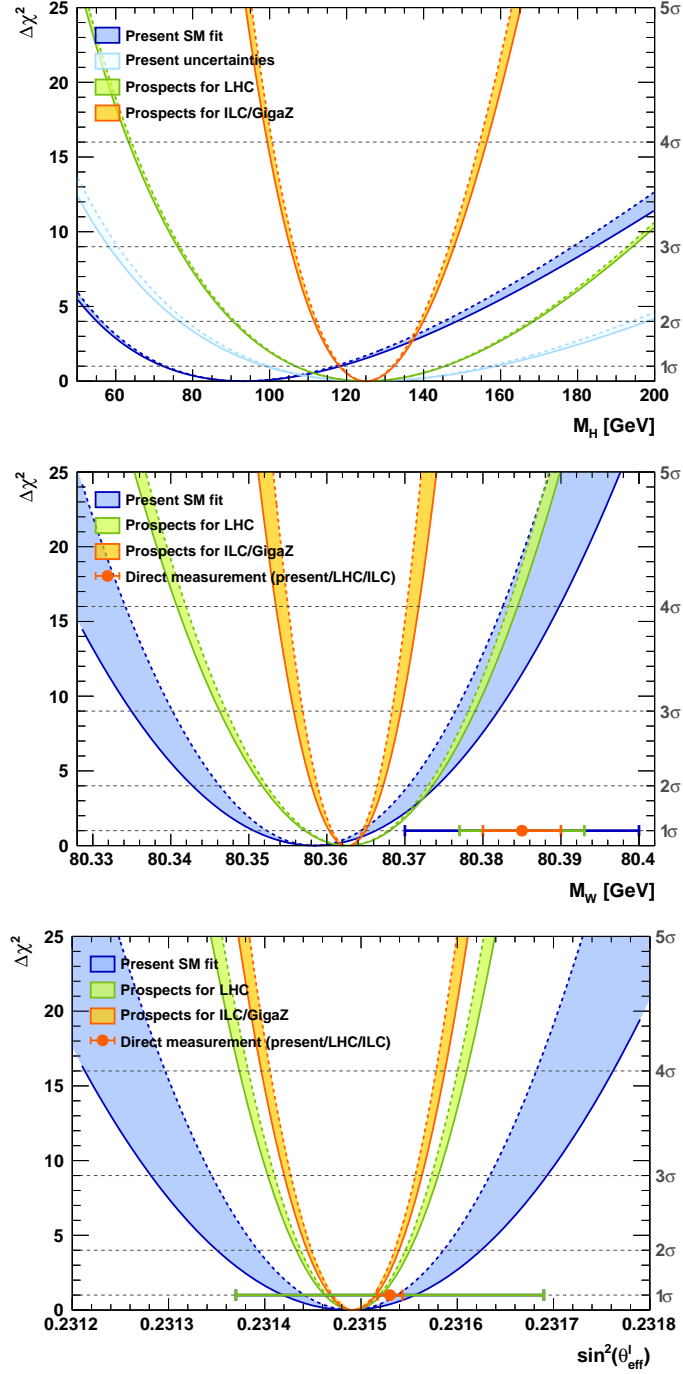 Δχ²
25
20
15
10
5
0
Present SM fit
Present uncertainties
Prospects for LHC
Prospects for ILC/GigaZ
5σ
4σ
3σ
2σ
1σ
60 80 100 120 140 160 180 200
M_H [GeV]
Δχ²
25
20
15
10
5
0
Present SM fit
Prospects for LHC
Prospects for ILC/GigaZ
Direct measurement (present/LHC/ILC)
5σ
4σ
3σ
2σ
1σ
80.33 80.34 80.35 80.36 80.37 80.38 80.39 80.4
M_W [GeV]
Δχ²
25
20
15
10
5
0
Present SM fit
Prospects for LHC
Prospects for ILC/GigaZ
Direct measurement (present/LHC/ILC)
5σ
4σ
3σ
2σ
1σ
0.2312 0.2313 0.2314 0.2315 0.2316 0.2317 0.2318
sin²(θ^l_eff)